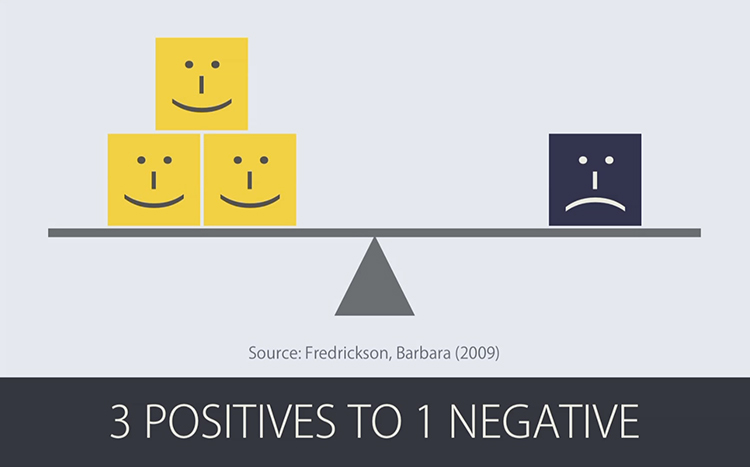 Source: Fredrickson, Barbara (2009)
3 POSITIVES TO 1 NEGATIVE